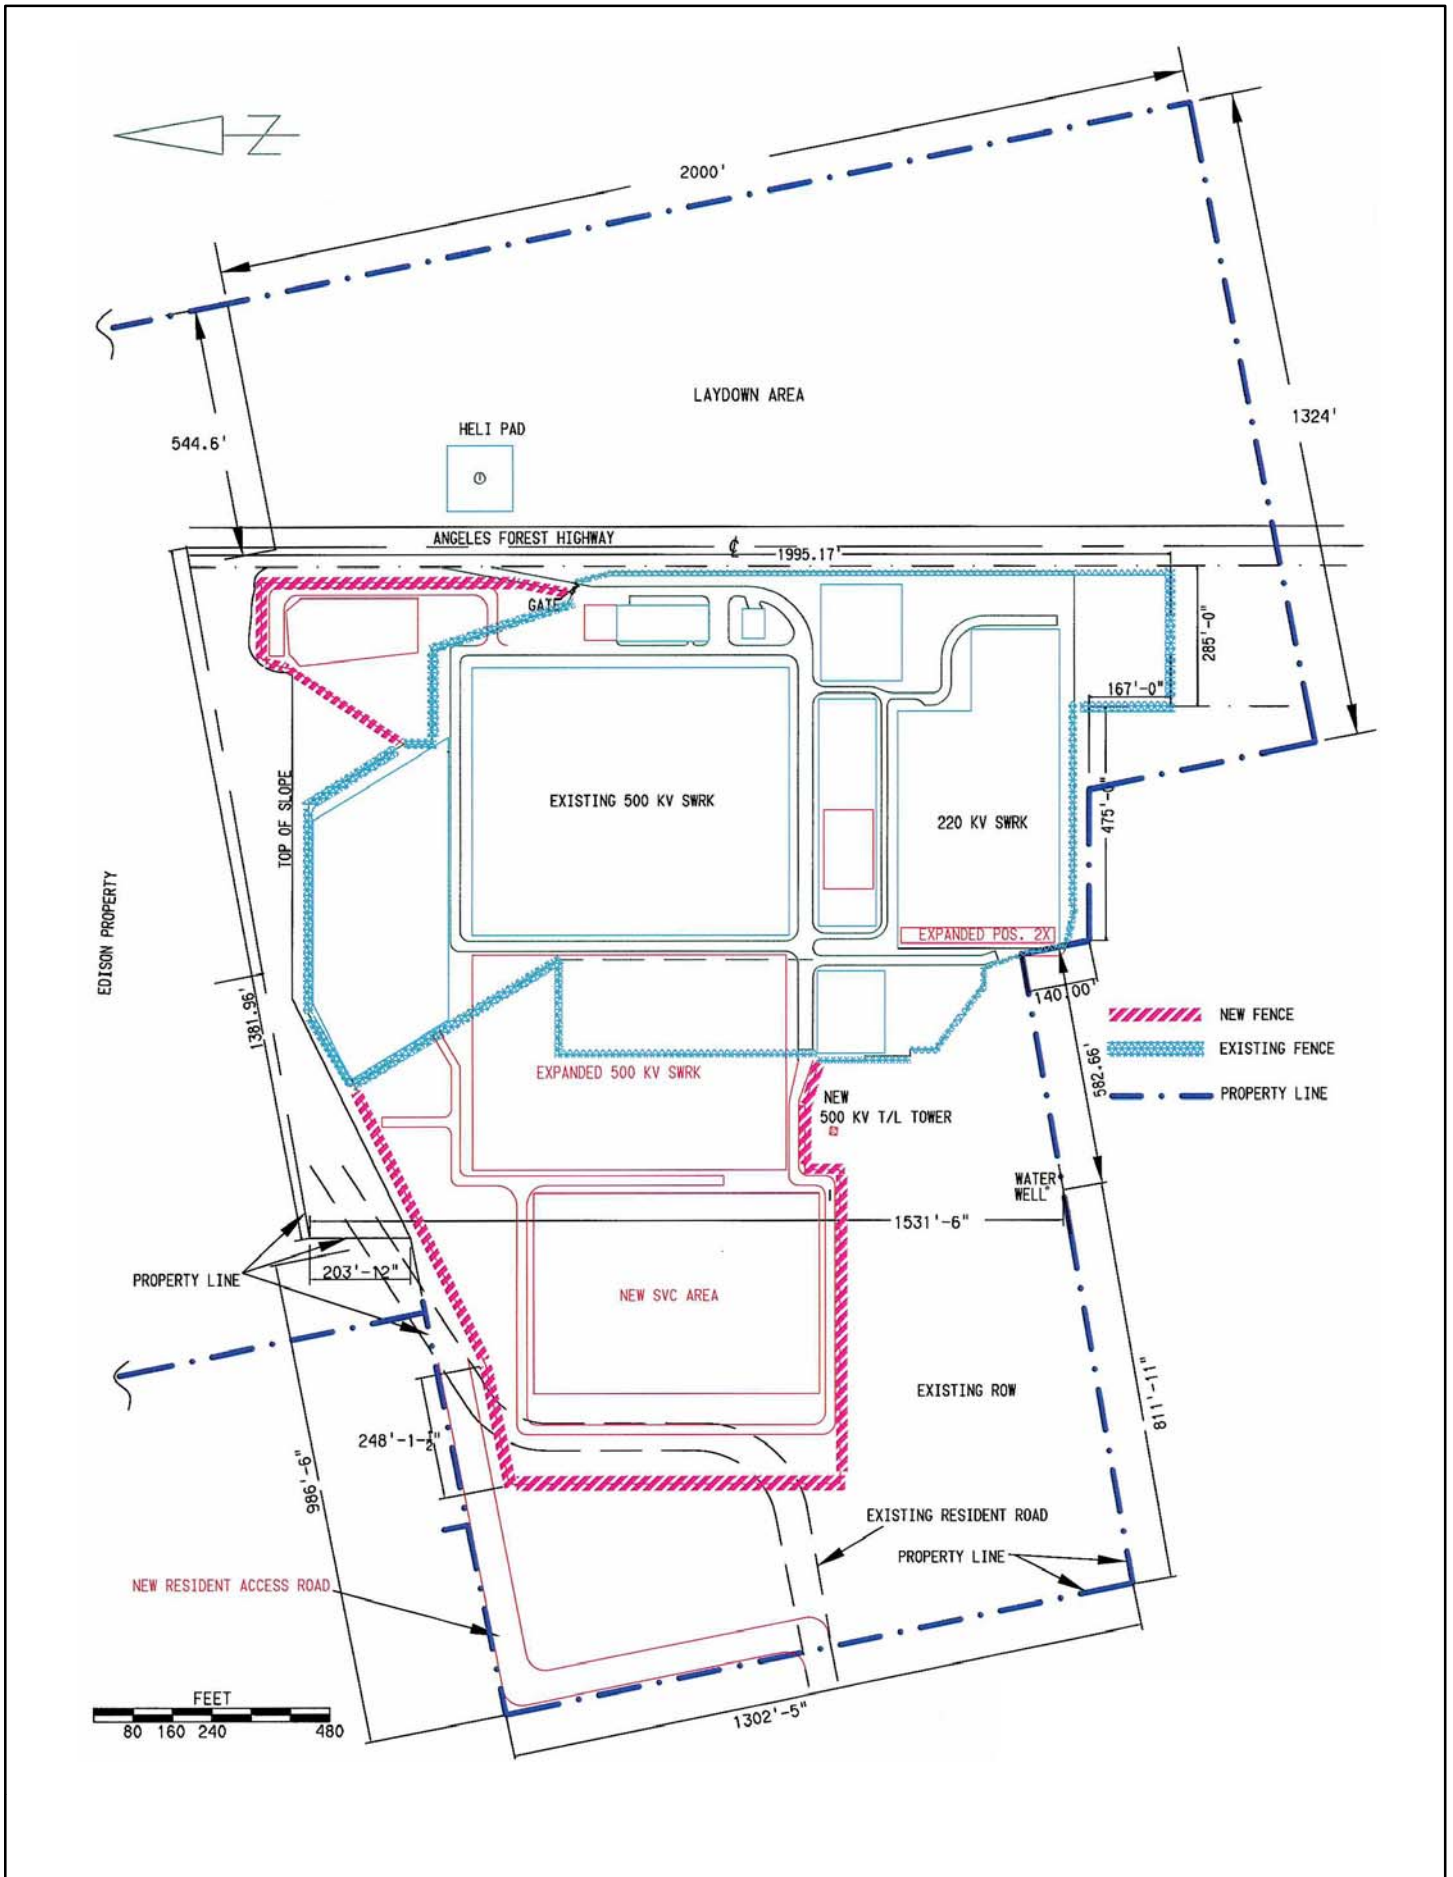 N
2000'
LAYDOWN AREA
1324'
544.6'
HELI PAD
ANGELES FOREST HIGHWAY
℄
1995.17'
GATE
285'-0"
167'-0"
TOP OF SLOPE
EXISTING 500 KV SWRK
220 KV SWRK
475'-0"
EDISON PROPERTY
EXPANDED POS. 2X
140.00'
1381.96'
NEW FENCE
EXISTING FENCE
PROPERTY LINE
582.66'
EXPANDED 500 KV SWRK
NEW
500 KV T/L TOWER
WATER
WELL
1531'-6"
PROPERTY LINE
203'-12"
NEW SVC AREA
EXISTING ROW
811'-11"
248'-1-½"
986'-6"
EXISTING RESIDENT ROAD
PROPERTY LINE
NEW RESIDENT ACCESS ROAD
1302'-5"
FEET
80 160 240 480